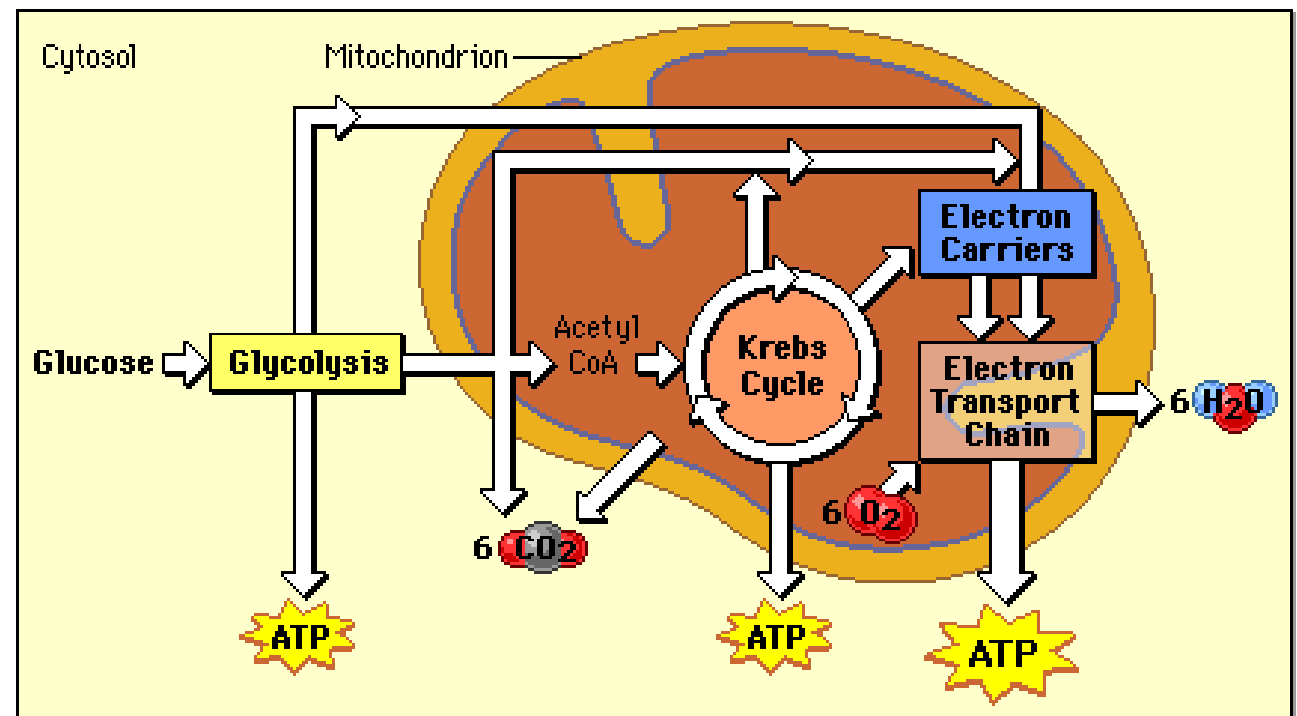 Cytosol
Mitochondrion
Electron
Carriers
Acetyl
CoA
Glucose
Glycolysis
Krebs
Cycle
Electron
Transport
Chain
6 H2O
6 O2
6 CO2
ATP
ATP
ATP